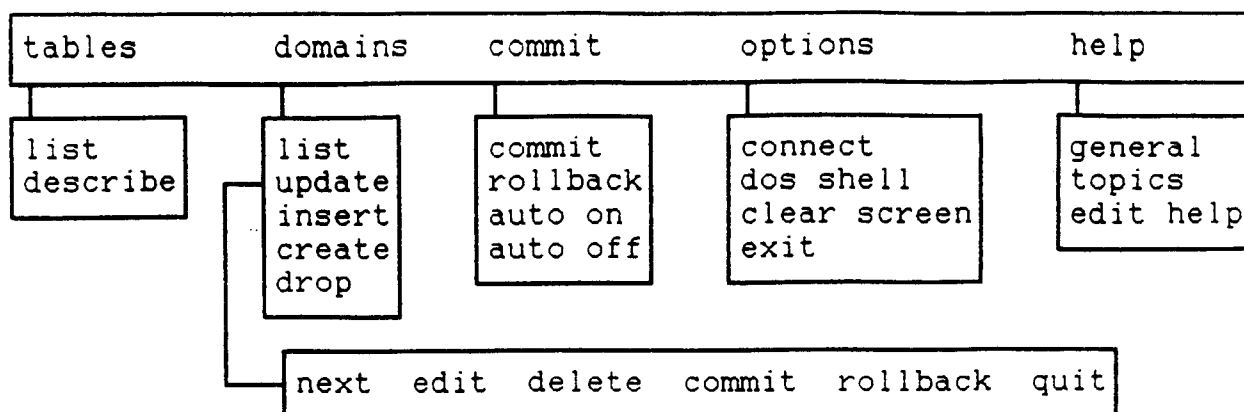 tables domains commit options help
list
describe
list
update
insert
create
drop
commit
rollback
auto on
auto off
connect
dos shell
clear screen
exit
general
topics
edit help
next edit delete commit rollback quit